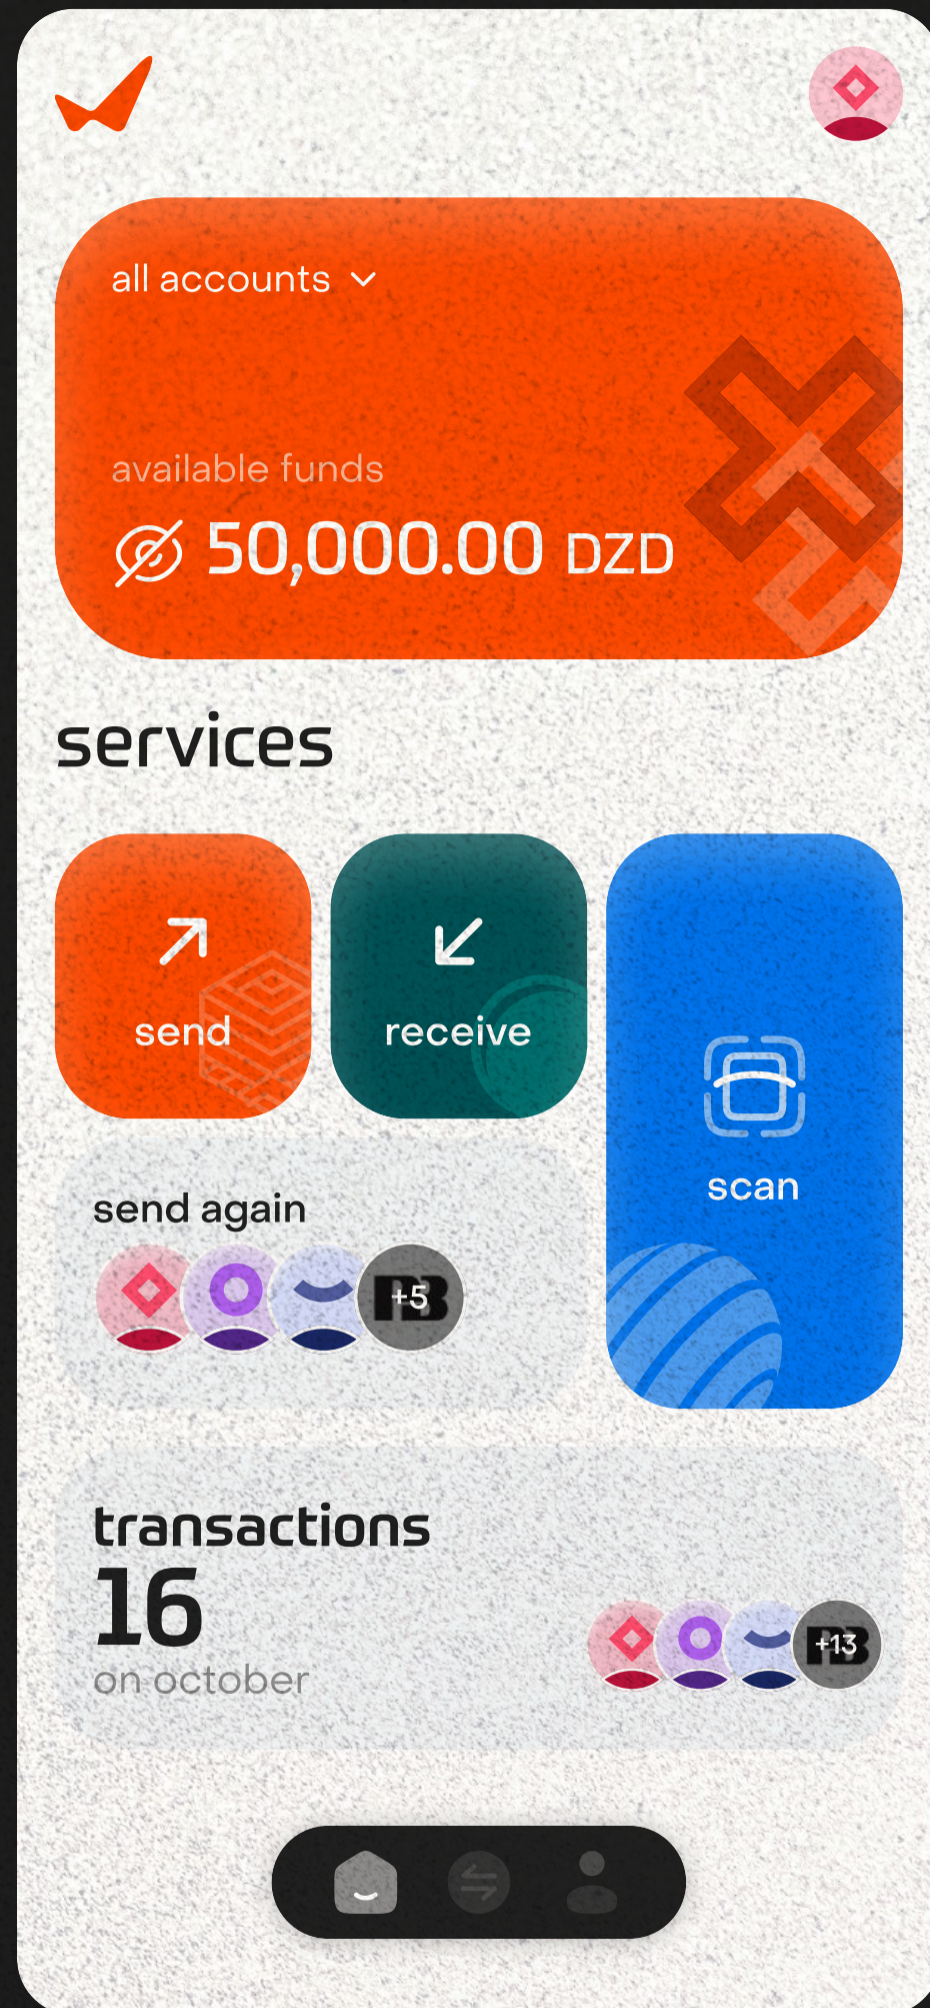 all accounts
available funds
50,000.00 DZD
services
send
receive
scan
send again
+5
transactions
16
on october
+13